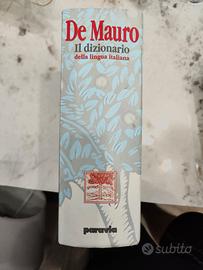 De Mauro
Il dizionario
della lingua italiana
paravia
subito